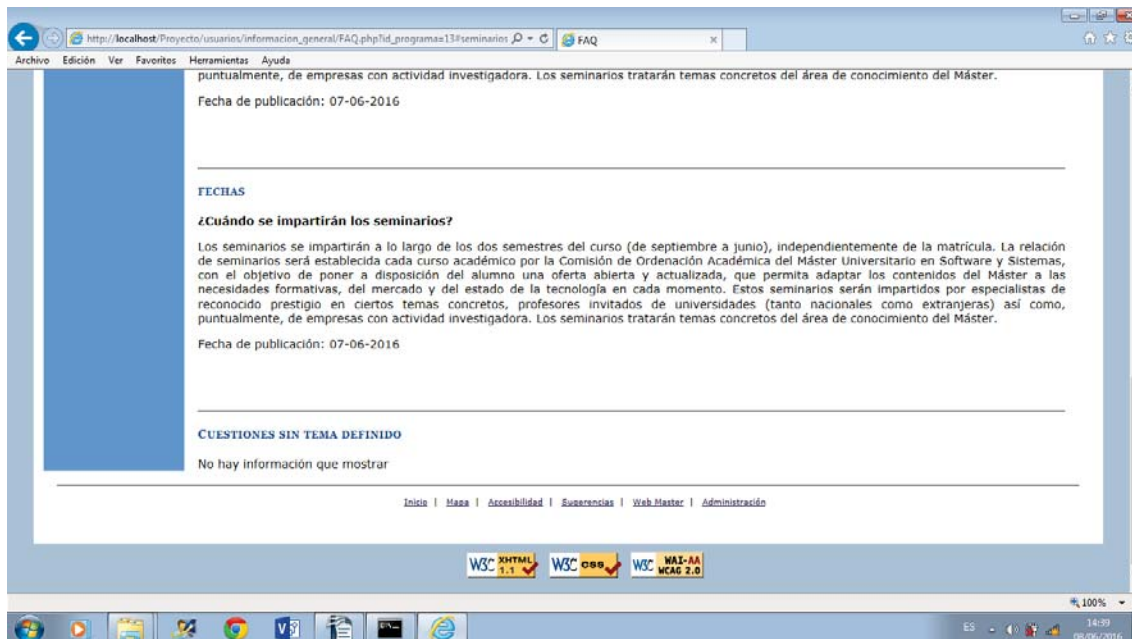 http://localhost/Proyecto/usuarios/informacion_general/FAQ.php?id_programa=13#seminarios
FAQ
Archivo Edición Ver Favoritos Herramientas Ayuda
puntualmente, de empresas con actividad investigadora. Los seminarios tratarán temas concretos del área de conocimiento del Máster.
Fecha de publicación: 07-06-2016
FECHAS
¿Cuándo se impartirán los seminarios?
Los seminarios se impartirán a lo largo de los dos semestres del curso (de septiembre a junio), independientemente de la matrícula. La relación
de seminarios será establecida cada curso académico por la Comisión de Ordenación Académica del Máster Universitario en Software y Sistemas,
con el objetivo de poner a disposición del alumno una oferta abierta y actualizada, que permita adaptar los contenidos del Máster a las
necesidades formativas, del mercado y del estado de la tecnología en cada momento. Estos seminarios serán impartidos por especialistas de
reconocido prestigio en ciertos temas concretos, profesores invitados de universidades (tanto nacionales como extranjeras) así como,
puntualmente, de empresas con actividad investigadora. Los seminarios tratarán temas concretos del área de conocimiento del Máster.
Fecha de publicación: 07-06-2016
CUESTIONES SIN TEMA DEFINIDO
No hay información que mostrar
Inicio | Mapa | Accesibilidad | Sugerencias | Web Master | Administración
W3C XHTML 1.1 W3C css W3C WAI-AA WCAG 2.0
100%
ES 14:39
08/06/2016